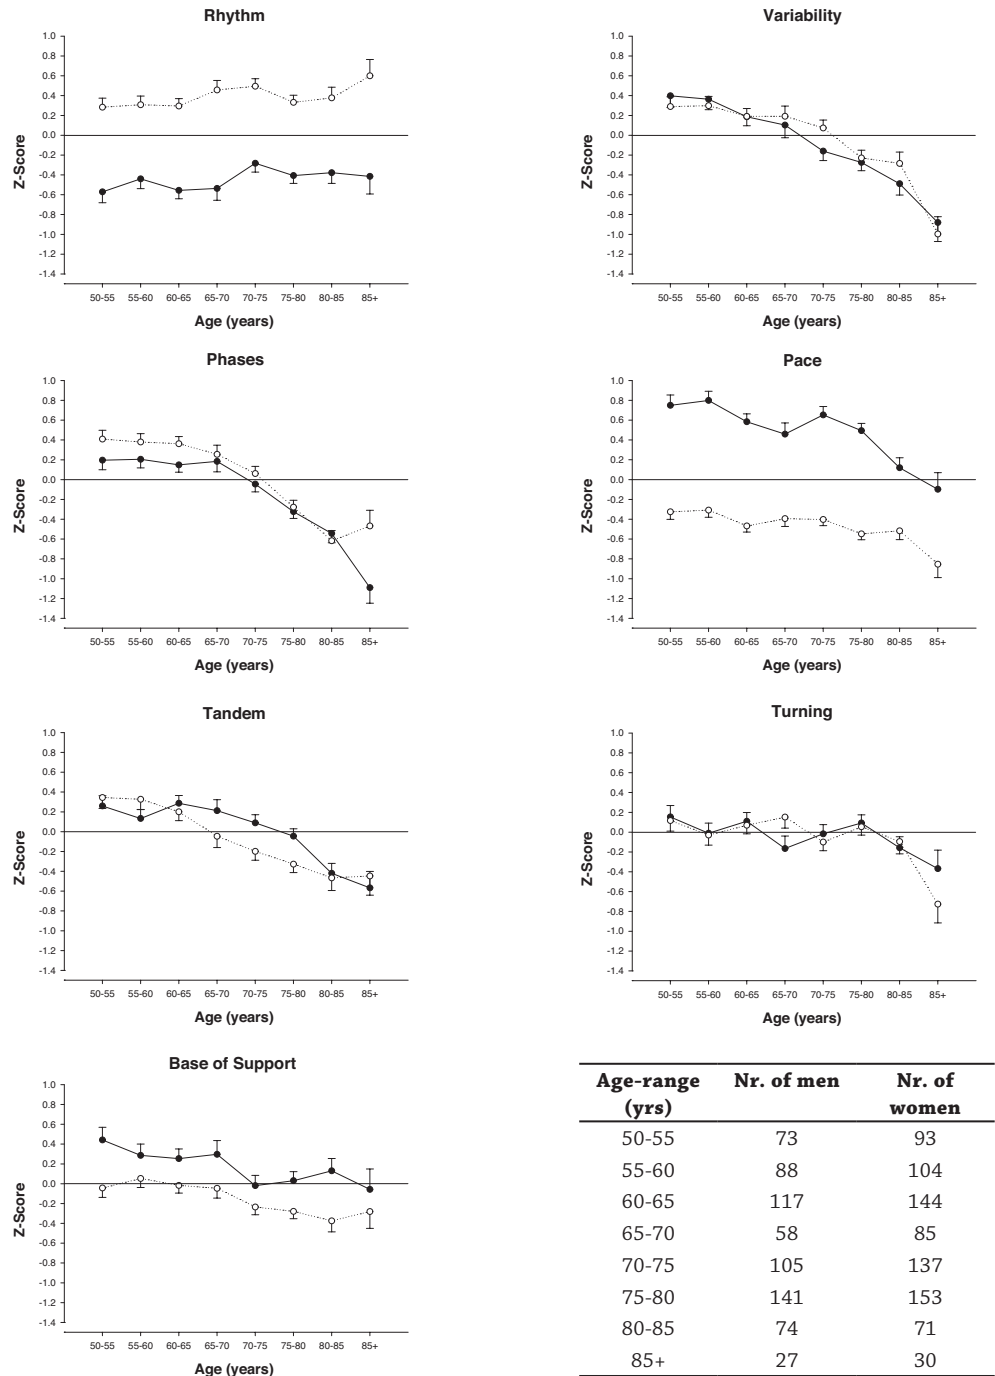 Rhythm
1.0
0.8
0.6
0.4
0.2
0.0
-0.2
-0.4
-0.6
-0.8
-1.0
-1.2
-1.4
Z-Score
50-55 55-60 60-65 65-70 70-75 75-80 80-85 85+
Age (years)
Variability
1.0
0.8
0.6
0.4
0.2
0.0
-0.2
-0.4
-0.6
-0.8
-1.0
-1.2
-1.4
Z-Score
50-55 55-60 60-65 65-70 70-75 75-80 80-85 85+
Age (years)
Phases
1.0
0.8
0.6
0.4
0.2
0.0
-0.2
-0.4
-0.6
-0.8
-1.0
-1.2
-1.4
Z-Score
50-55 55-60 60-65 65-70 70-75 75-80 80-85 85+
Age (years)
Pace
1.0
0.8
0.6
0.4
0.2
0.0
-0.2
-0.4
-0.6
-0.8
-1.0
-1.2
-1.4
Z-Score
50-55 55-60 60-65 65-70 70-75 75-80 80-85 85+
Age (years)
Tandem
1.0
0.8
0.6
0.4
0.2
0.0
-0.2
-0.4
-0.6
-0.8
-1.0
-1.2
-1.4
Z-Score
50-55 55-60 60-65 65-70 70-75 75-80 80-85 85+
Age (years)
Turning
1.0
0.8
0.6
0.4
0.2
0.0
-0.2
-0.4
-0.6
-0.8
-1.0
-1.2
-1.4
Z-Score
50-55 55-60 60-65 65-70 70-75 75-80 80-85 85+
Age (years)
Base of Support
1.0
0.8
0.6
0.4
0.2
0.0
-0.2
-0.4
-0.6
-0.8
-1.0
-1.2
-1.4
Z-Score
50-55 55-60 60-65 65-70 70-75 75-80 80-85 85+
Age (years)
Age-range Nr. of men Nr. of
(yrs) women
50-55 73 93
55-60 88 104
60-65 117 144
65-70 58 85
70-75 105 137
75-80 141 153
80-85 74 71
85+ 27 30